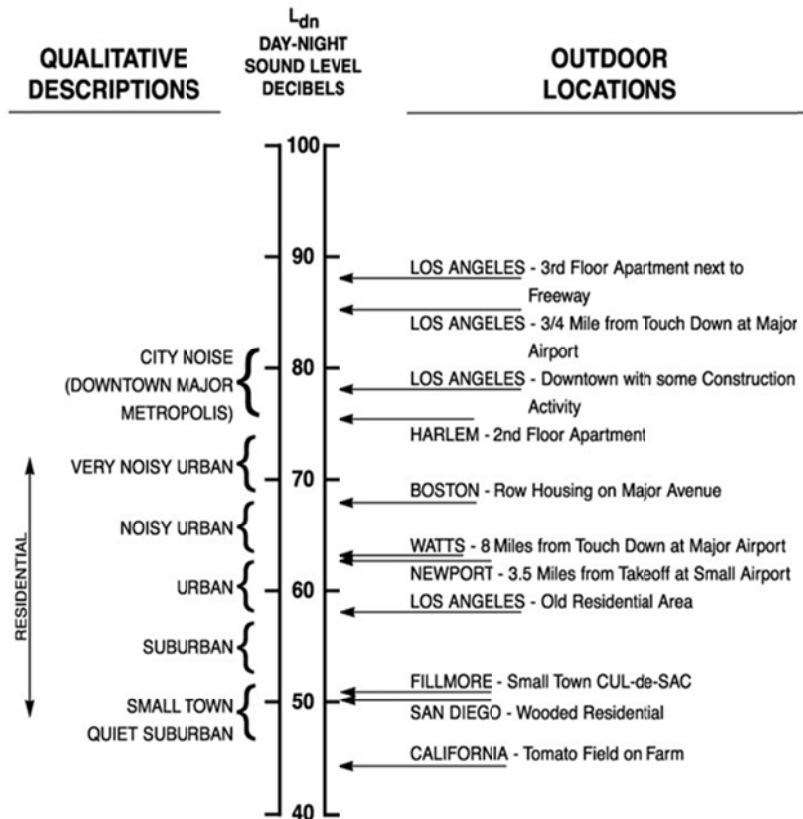 QUALITATIVE
DESCRIPTIONS
Ldn
DAY-NIGHT
SOUND LEVEL
DECIBELS
OUTDOOR
LOCATIONS
100
90
80
70
60
50
40
CITY NOISE
(DOWNTOWN MAJOR
METROPOLIS)
VERY NOISY URBAN
NOISY URBAN
URBAN
SUBURBAN
SMALL TOWN
QUIET SUBURBAN
RESIDENTIAL
LOS ANGELES - 3rd Floor Apartment next to
Freeway
LOS ANGELES - 3/4 Mile from Touch Down at Major
Airport
LOS ANGELES - Downtown with some Construction
Activity
HARLEM - 2nd Floor Apartment
BOSTON - Row Housing on Major Avenue
WATTS - 8 Miles from Touch Down at Major Airport
NEWPORT - 3.5 Miles from Takeoff at Small Airport
LOS ANGELES - Old Residential Area
FILLMORE - Small Town CUL-de-SAC
SAN DIEGO - Wooded Residential
CALIFORNIA - Tomato Field on Farm